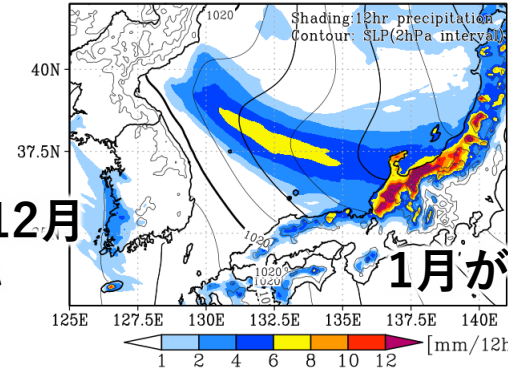 1020
Shading:12hr precipitation
Contour: SLP(2hPa interval)
40N
37.5N
12月
1020
1020
1020
1月が
125E 127.5E 130E 132.5E 135E 137.5E 140E
1 2 4 6 8 10 12 [mm/12h